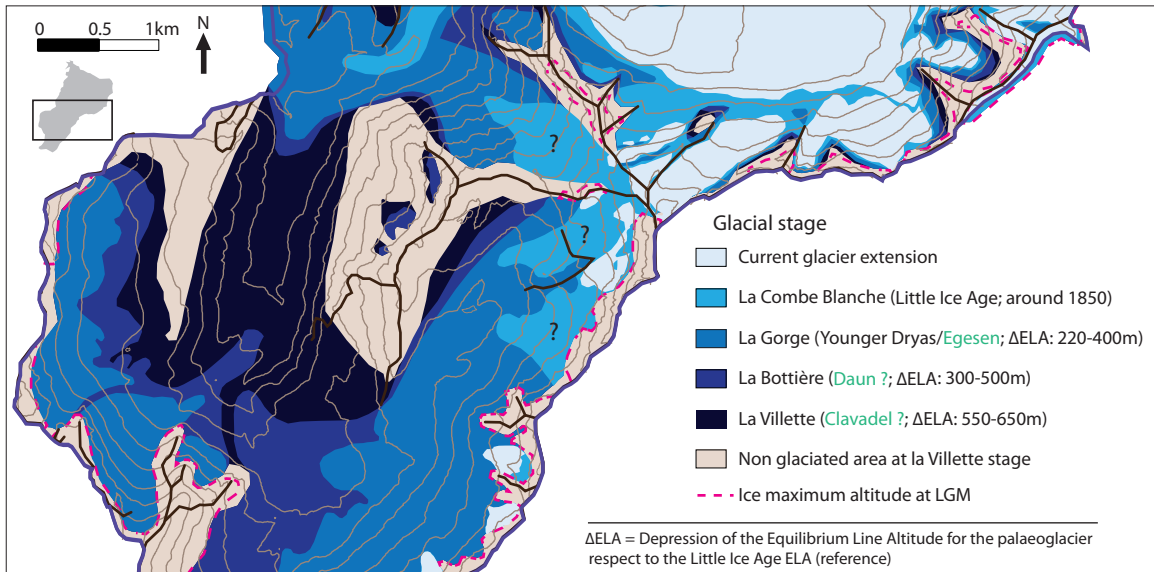 0 0.5 1km
N
?
?
?
Glacial stage
Current glacier extension
La Combe Blanche (Little Ice Age; around 1850)
La Gorge (Younger Dryas/Egesen; ΔELA: 220-400m)
La Bottière (Daun ?; ΔELA: 300-500m)
La Villette (Clavadel ?; ΔELA: 550-650m)
Non glaciated area at la Villette stage
Ice maximum altitude at LGM
ΔELA = Depression of the Equilibrium Line Altitude for the palaeoglacier
respect to the Little Ice Age ELA (reference)